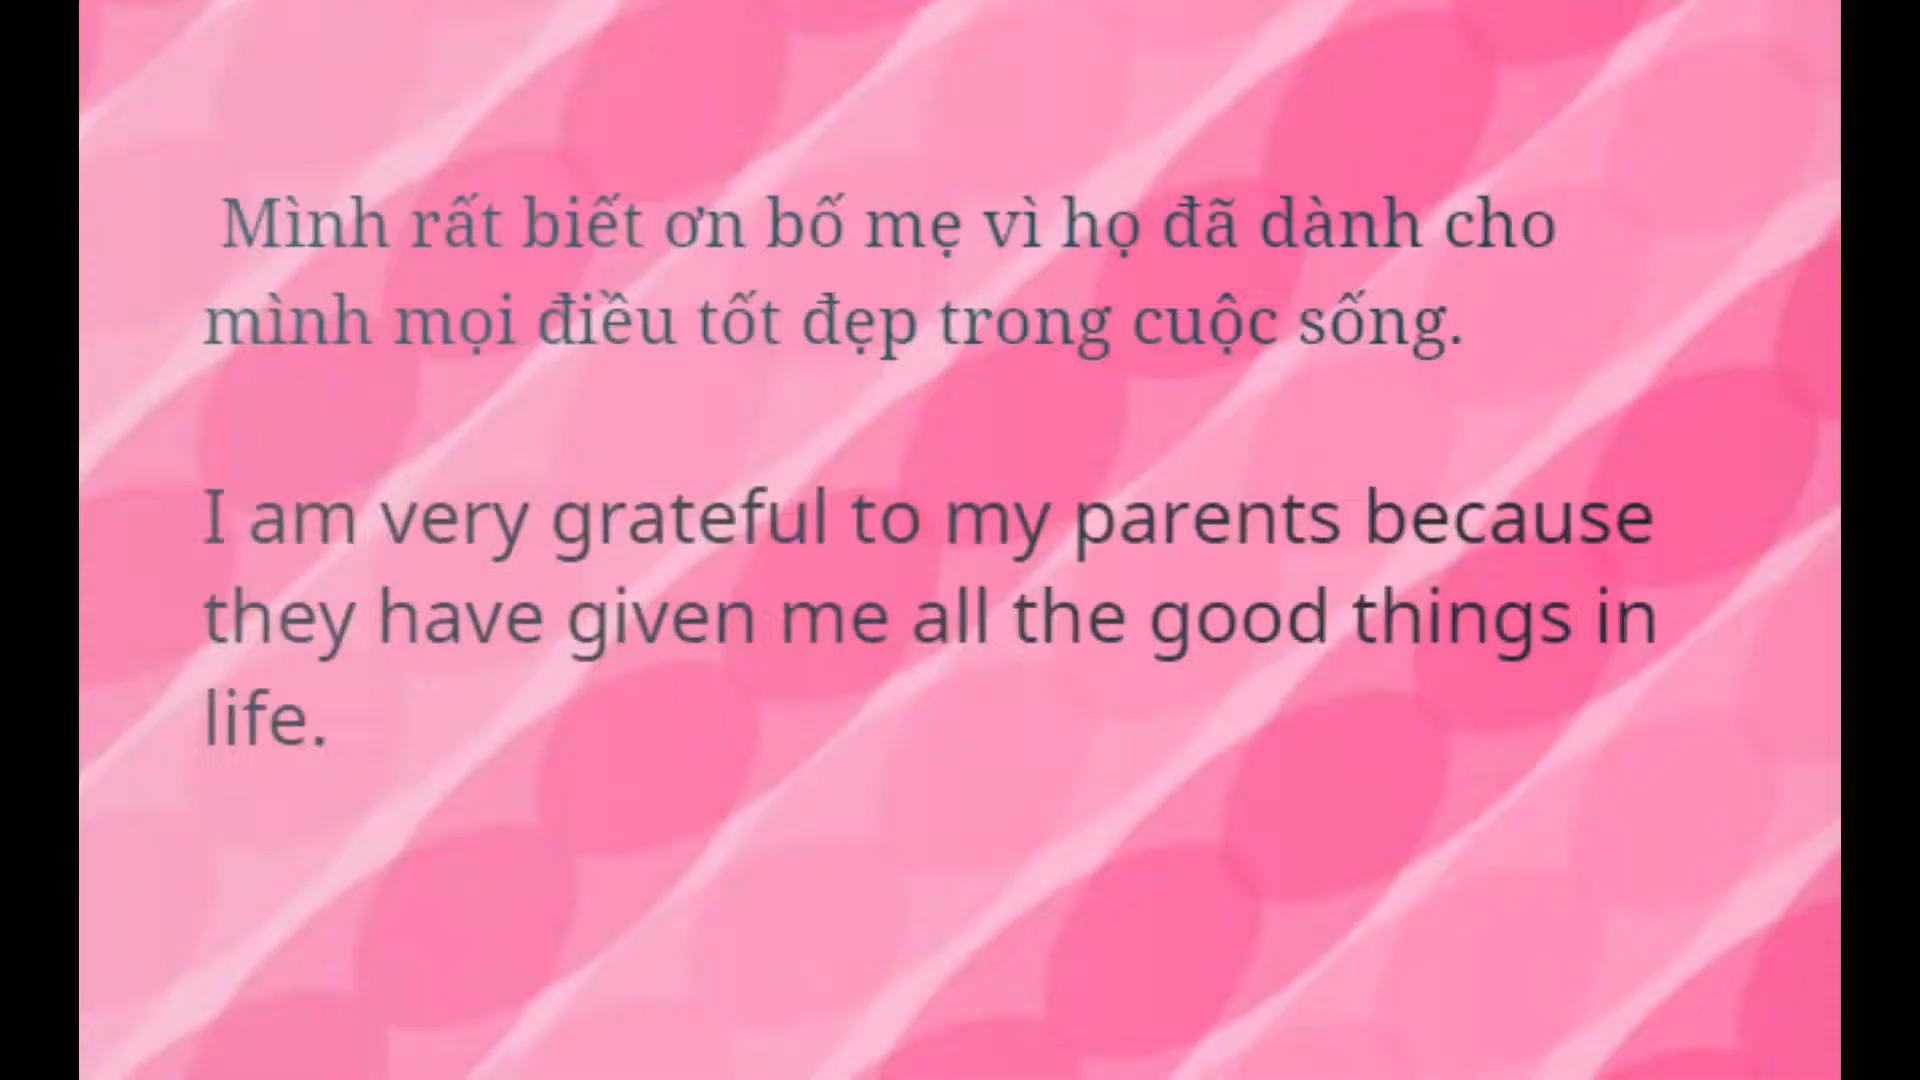 Mình rất biết ơn bố mẹ vì họ đã dành cho
mình mọi điều tốt đẹp trong cuộc sống.
I am very grateful to my parents because
they have given me all the good things in
life.